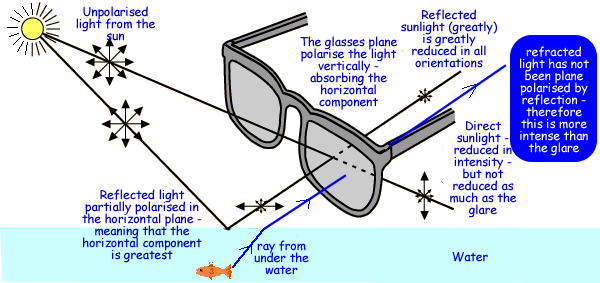 Unpolarised
light from the
sun
The glasses plane
polarise the light
vertically -
absorbing the
horizontal
component
Reflected
sunlight (greatly)
is greatly
reduced in all
orientations
refracted
light has not
been plane
polarised by
reflection -
therefore
this is more
intense than
the glare
Direct
sunlight -
reduced in
intensity -
but not
reduced as
much as the
glare
Reflected light
partially polarised in
the horizontal plane -
meaning that the
horizontal component
is greatest
ray from
under the
water
Water